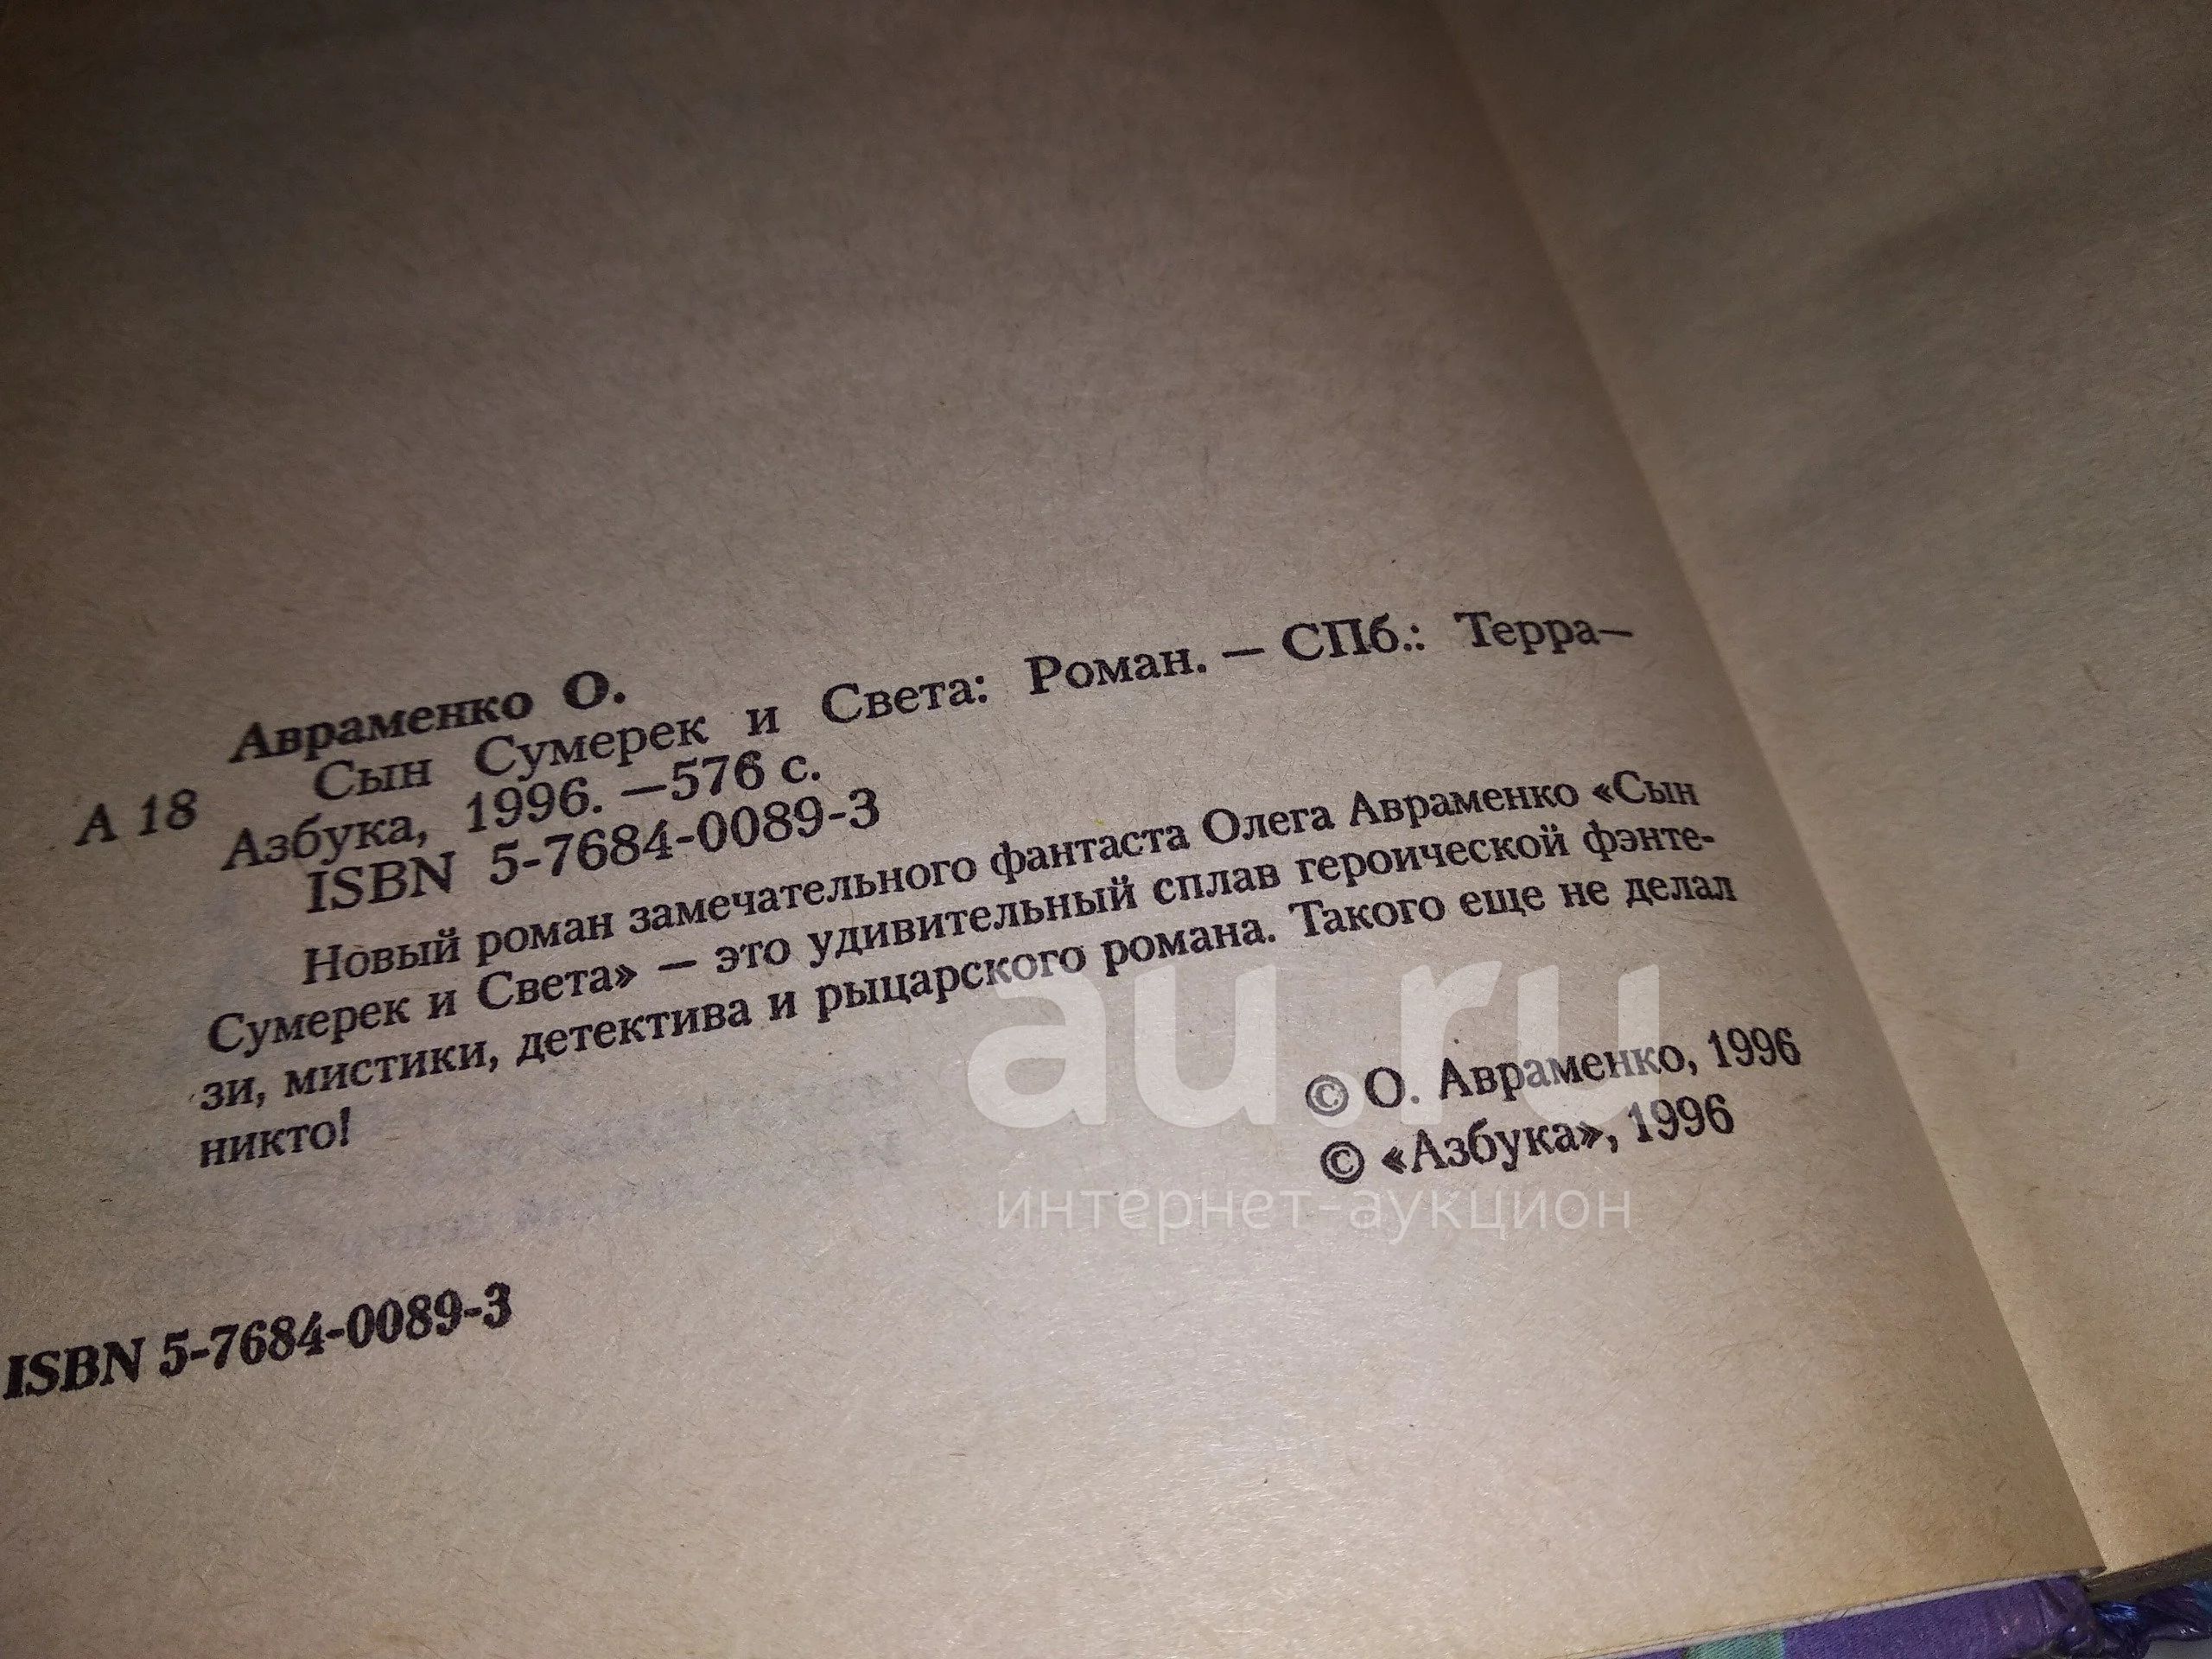 Авраменко О.
А 18 Сын Сумерек и Света: Роман. — СПб.: Терра—
Азбука, 1996. —576 с.
ISBN 5-7684-0089-3
Новый роман замечательного фантаста Олега Авраменко «Сын
Сумерек и Света» — это удивительный сплав героической фэнте-
зи, мистики, детектива и рыцарского романа. Такого еще не делал
никто!
© О. Авраменко, 1996
© «Азбука», 1996
ISBN 5-7684-0089-3
au.ru
интернет-аукцион